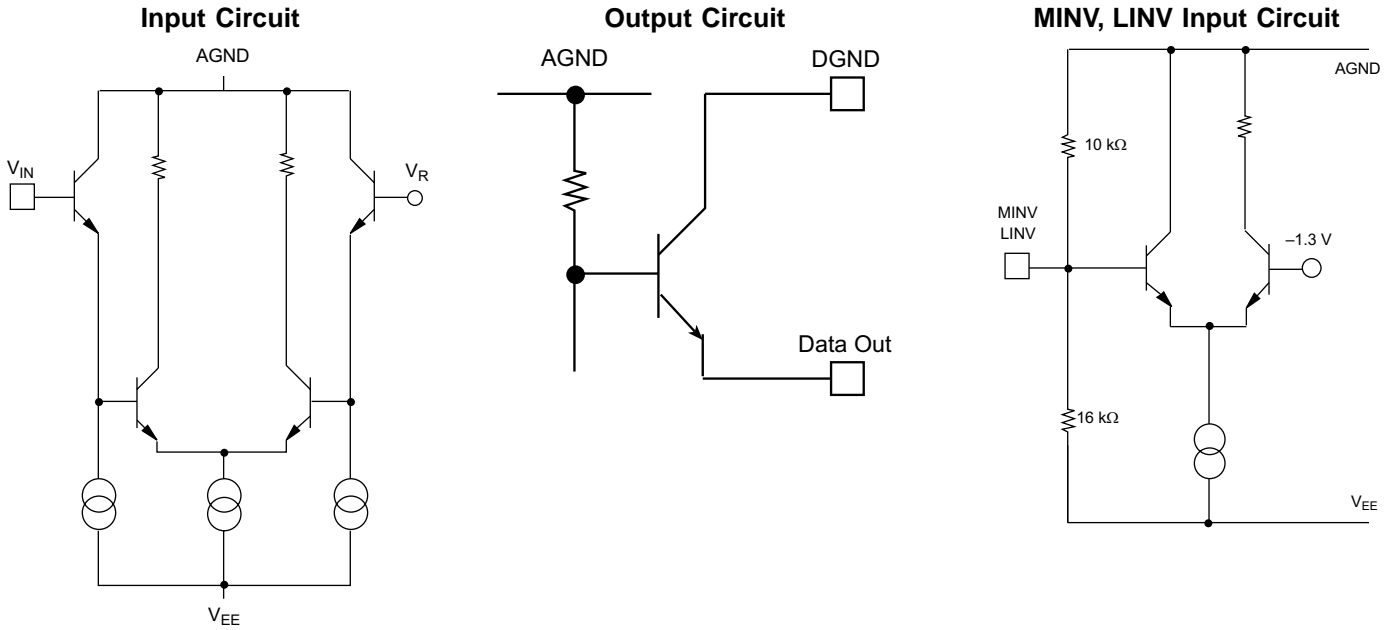 Input Circuit
AGND
V_IN
V_R
V_EE
Output Circuit
AGND
DGND
Data Out
MINV, LINV Input Circuit
AGND
10 kΩ
MINV
LINV
–1.3 V
16 kΩ
V_EE